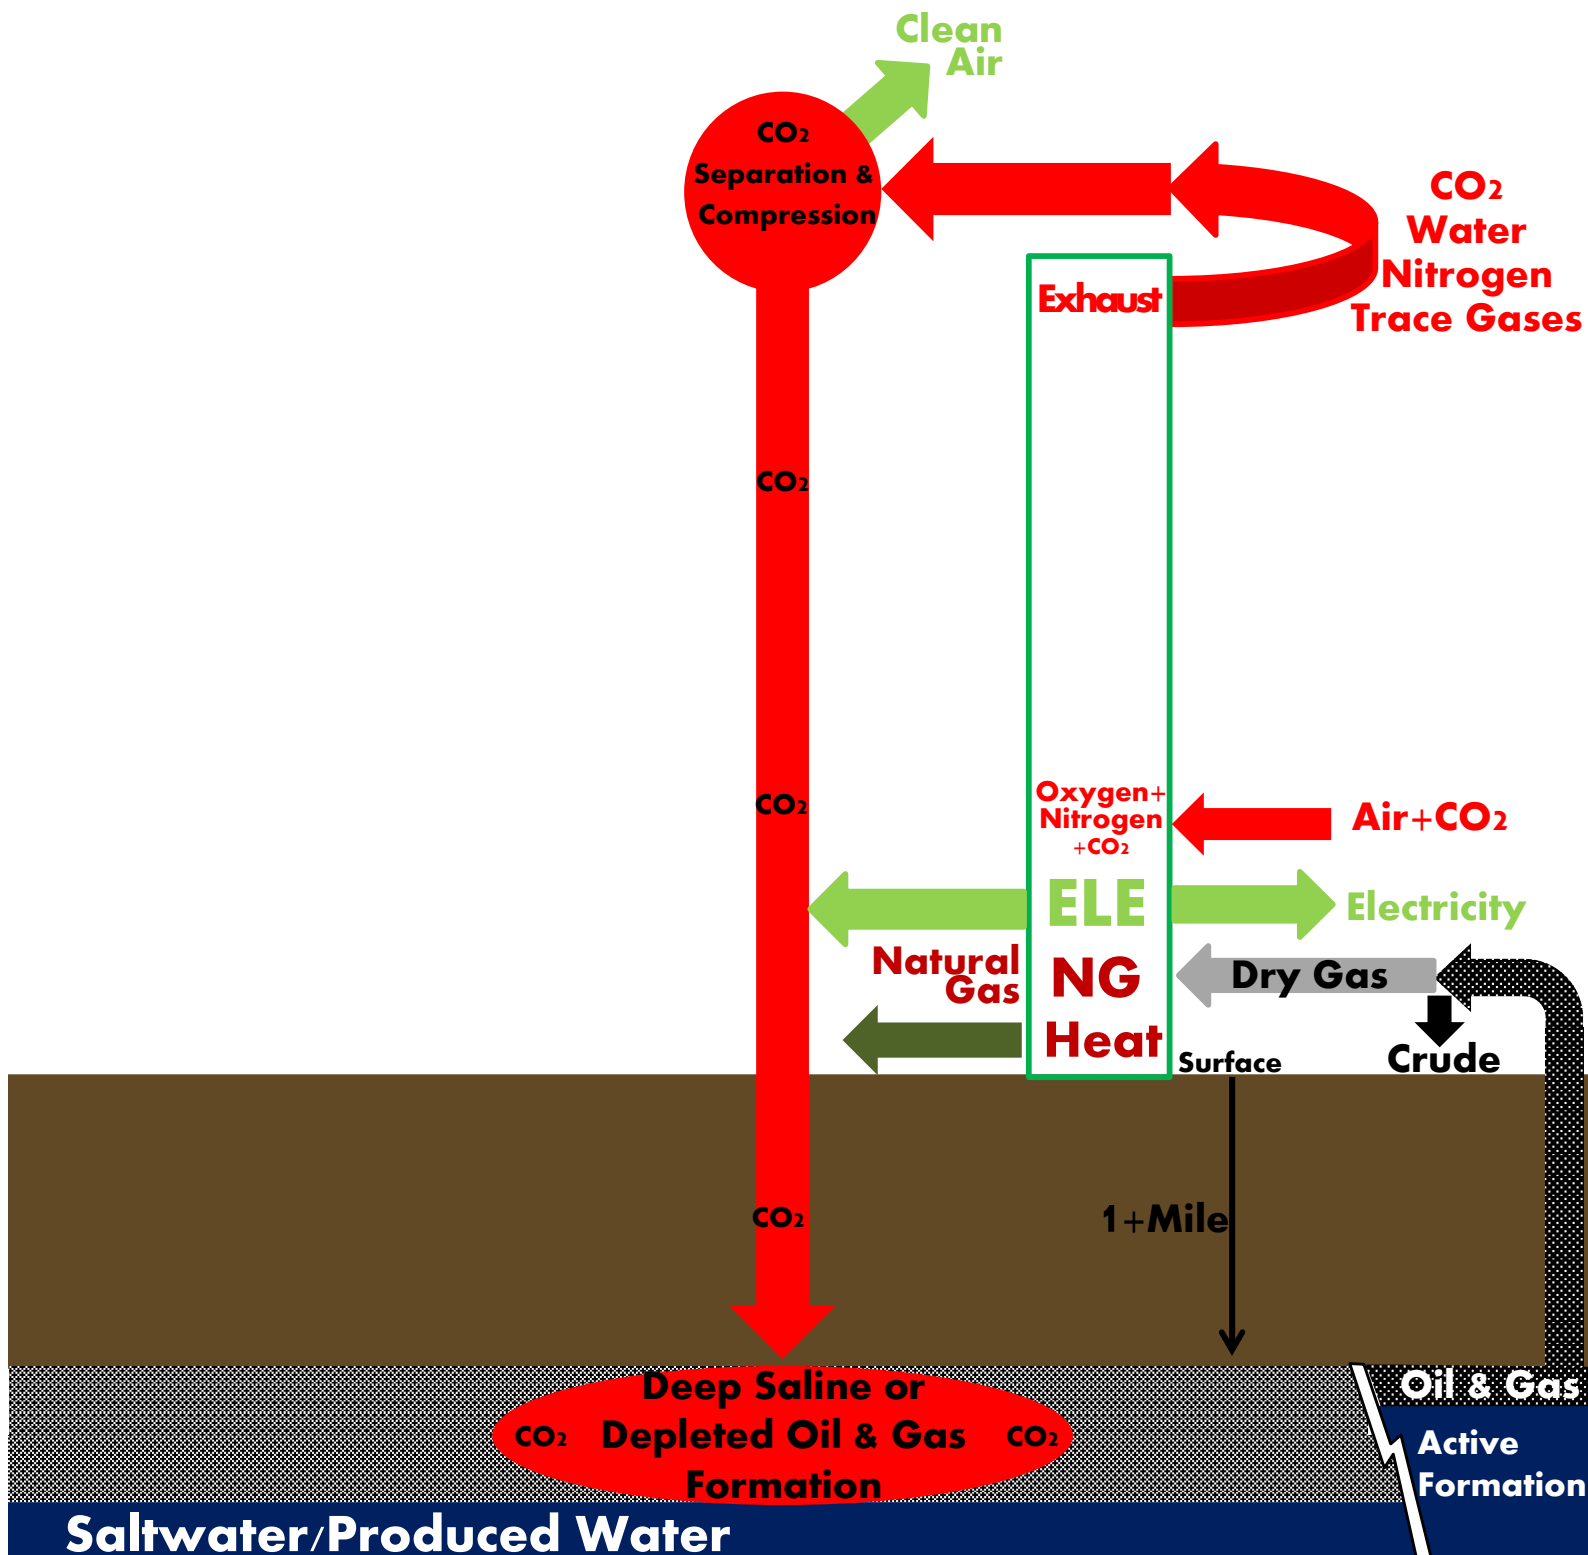 Clean
Air
CO₂
Separation &
Compression
CO₂
Water
Nitrogen
Trace Gases
Exhaust
CO₂
Oxygen+
Nitrogen
+CO₂
Air+CO₂
CO₂
ELE
Electricity
Natural
Gas
NG
Dry Gas
Heat
Surface
Crude
CO₂
1+Mile
Deep Saline or
CO₂ Depleted Oil & Gas CO₂
Formation
Oil & Gas
Active
Formation
Saltwater/Produced Water